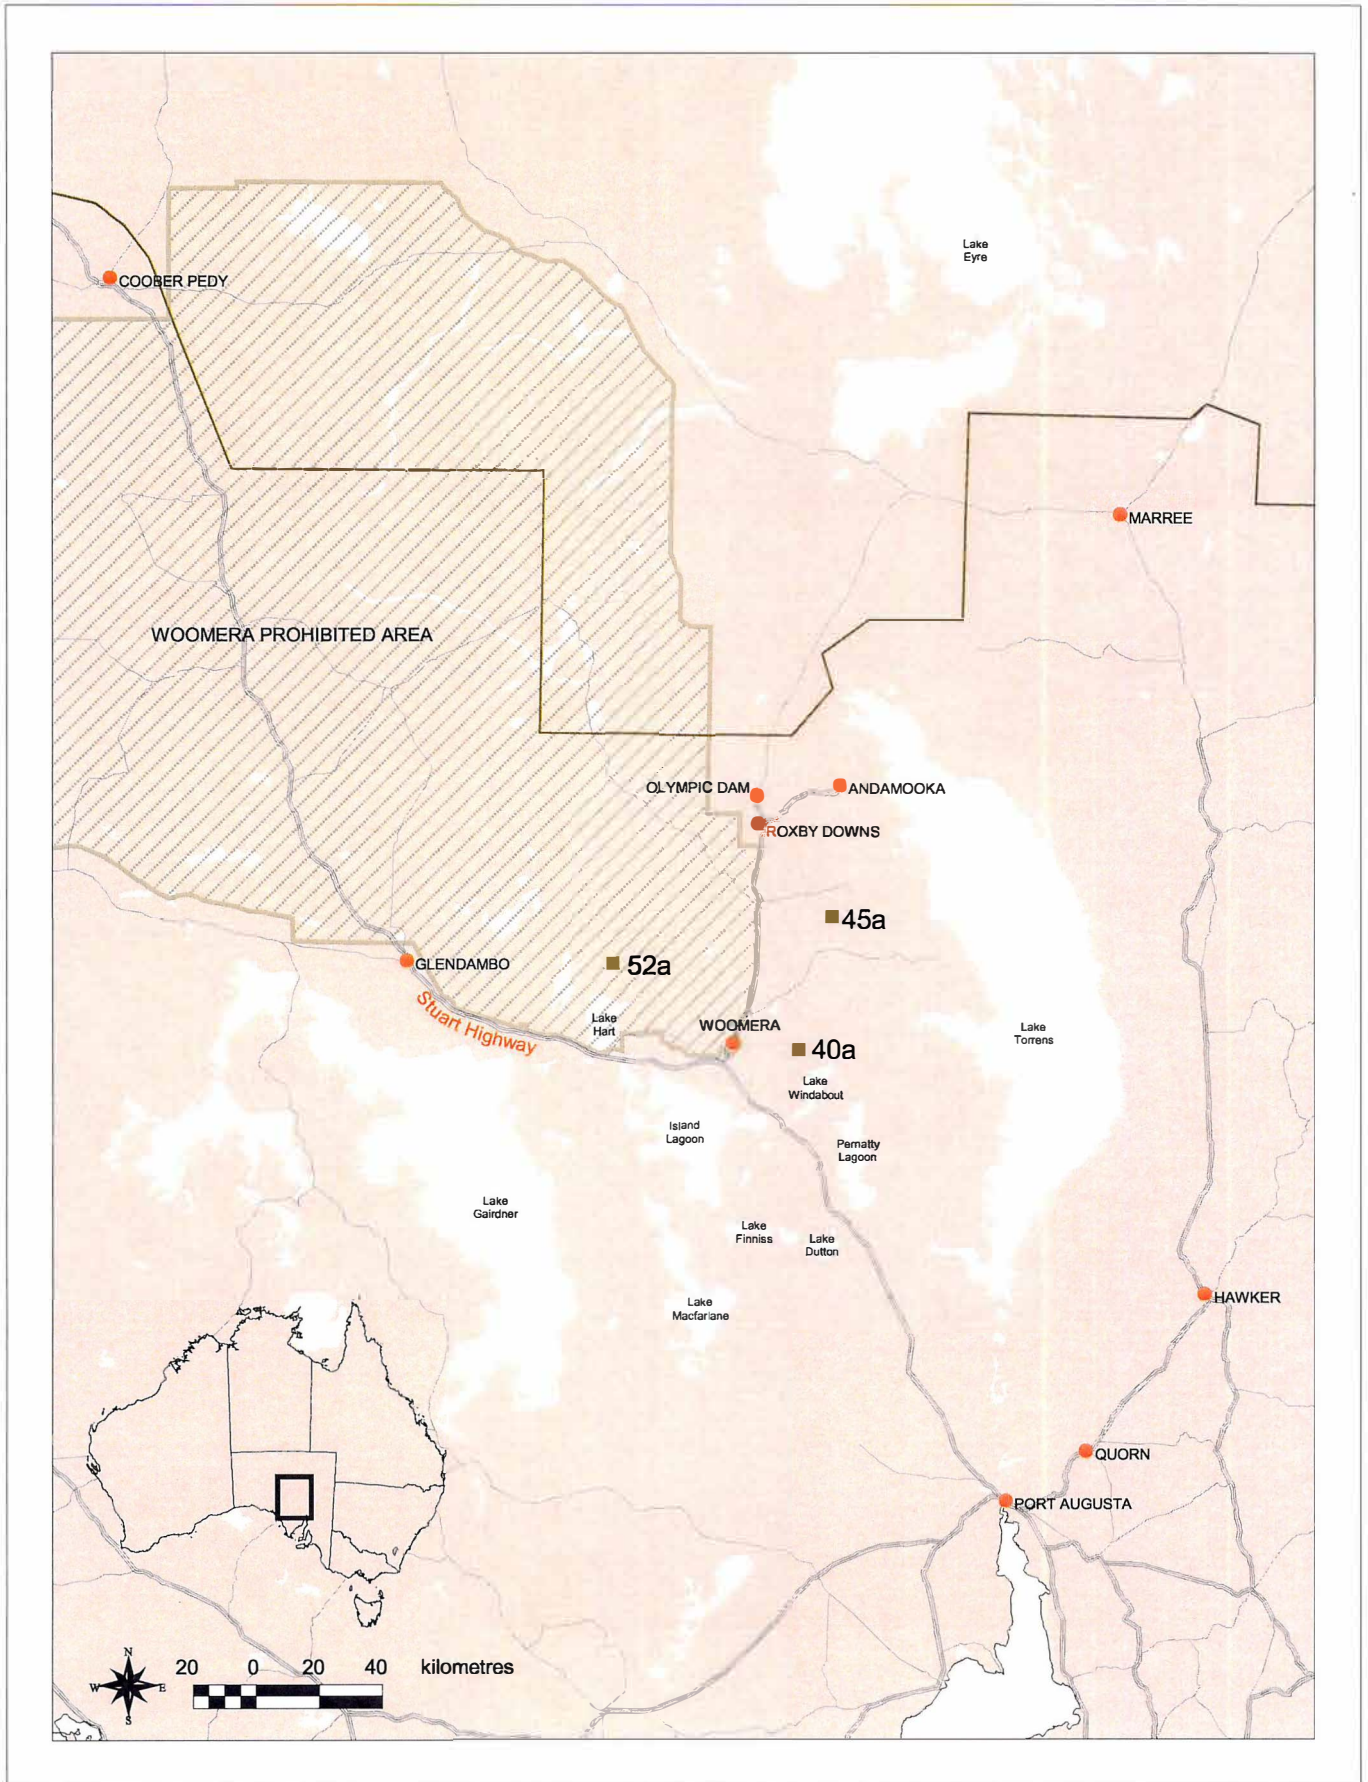 Lake
Eyre
COOBER PEDY
MARREE
WOOMERA PROHIBITED AREA
OLYMPIC DAM
ANDAMOOKA
ROXBY DOWNS
45a
GLENDAMBO
52a
Stuart Highway
Lake
Hart
WOOMERA
40a
Lake
Torrens
Lake
Windabout
Island
Lagoon
Pernatty
Lagoon
Lake
Gairdner
Lake
Finniss
Lake
Dutton
HAWKER
Lake
Macfarlane
QUORN
PORT AUGUSTA
N
W
E
S
20 0 20 40 kilometres